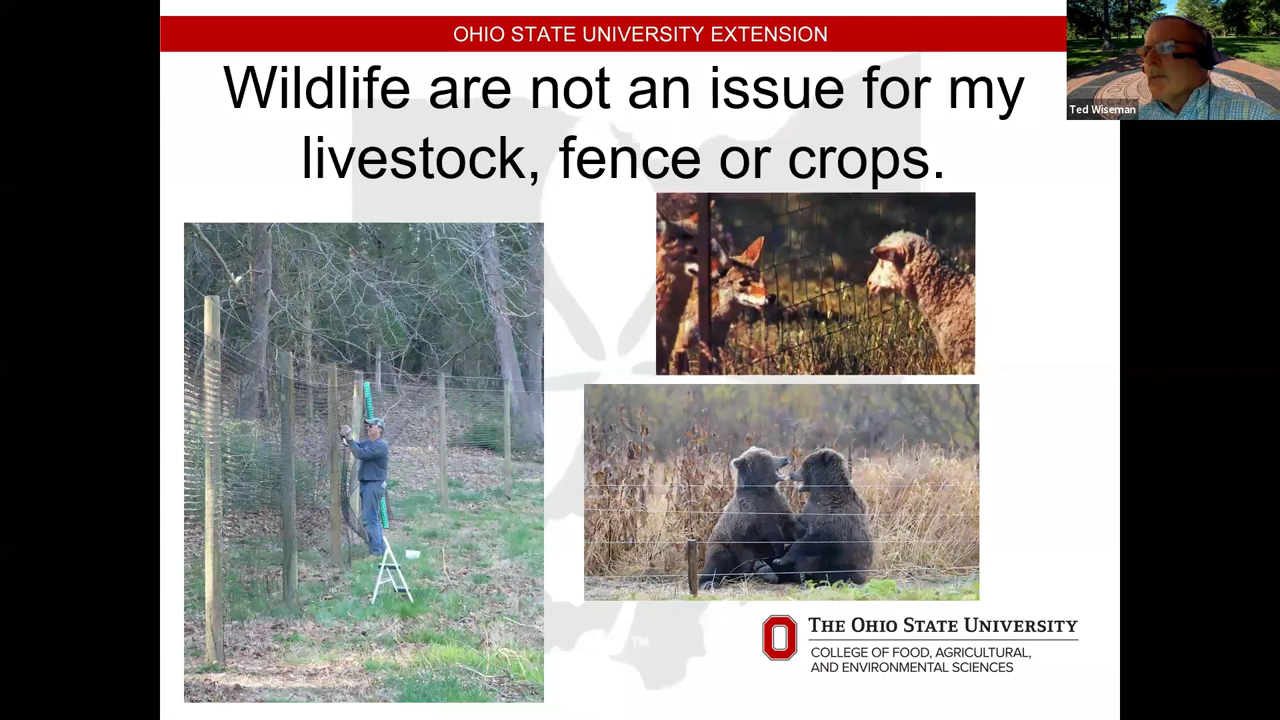 OHIO STATE UNIVERSITY EXTENSION
Wildlife are not an issue for my
livestock, fence or crops.
Ted Wiseman
THE OHIO STATE UNIVERSITY
COLLEGE OF FOOD, AGRICULTURAL,
AND ENVIRONMENTAL SCIENCES
TM